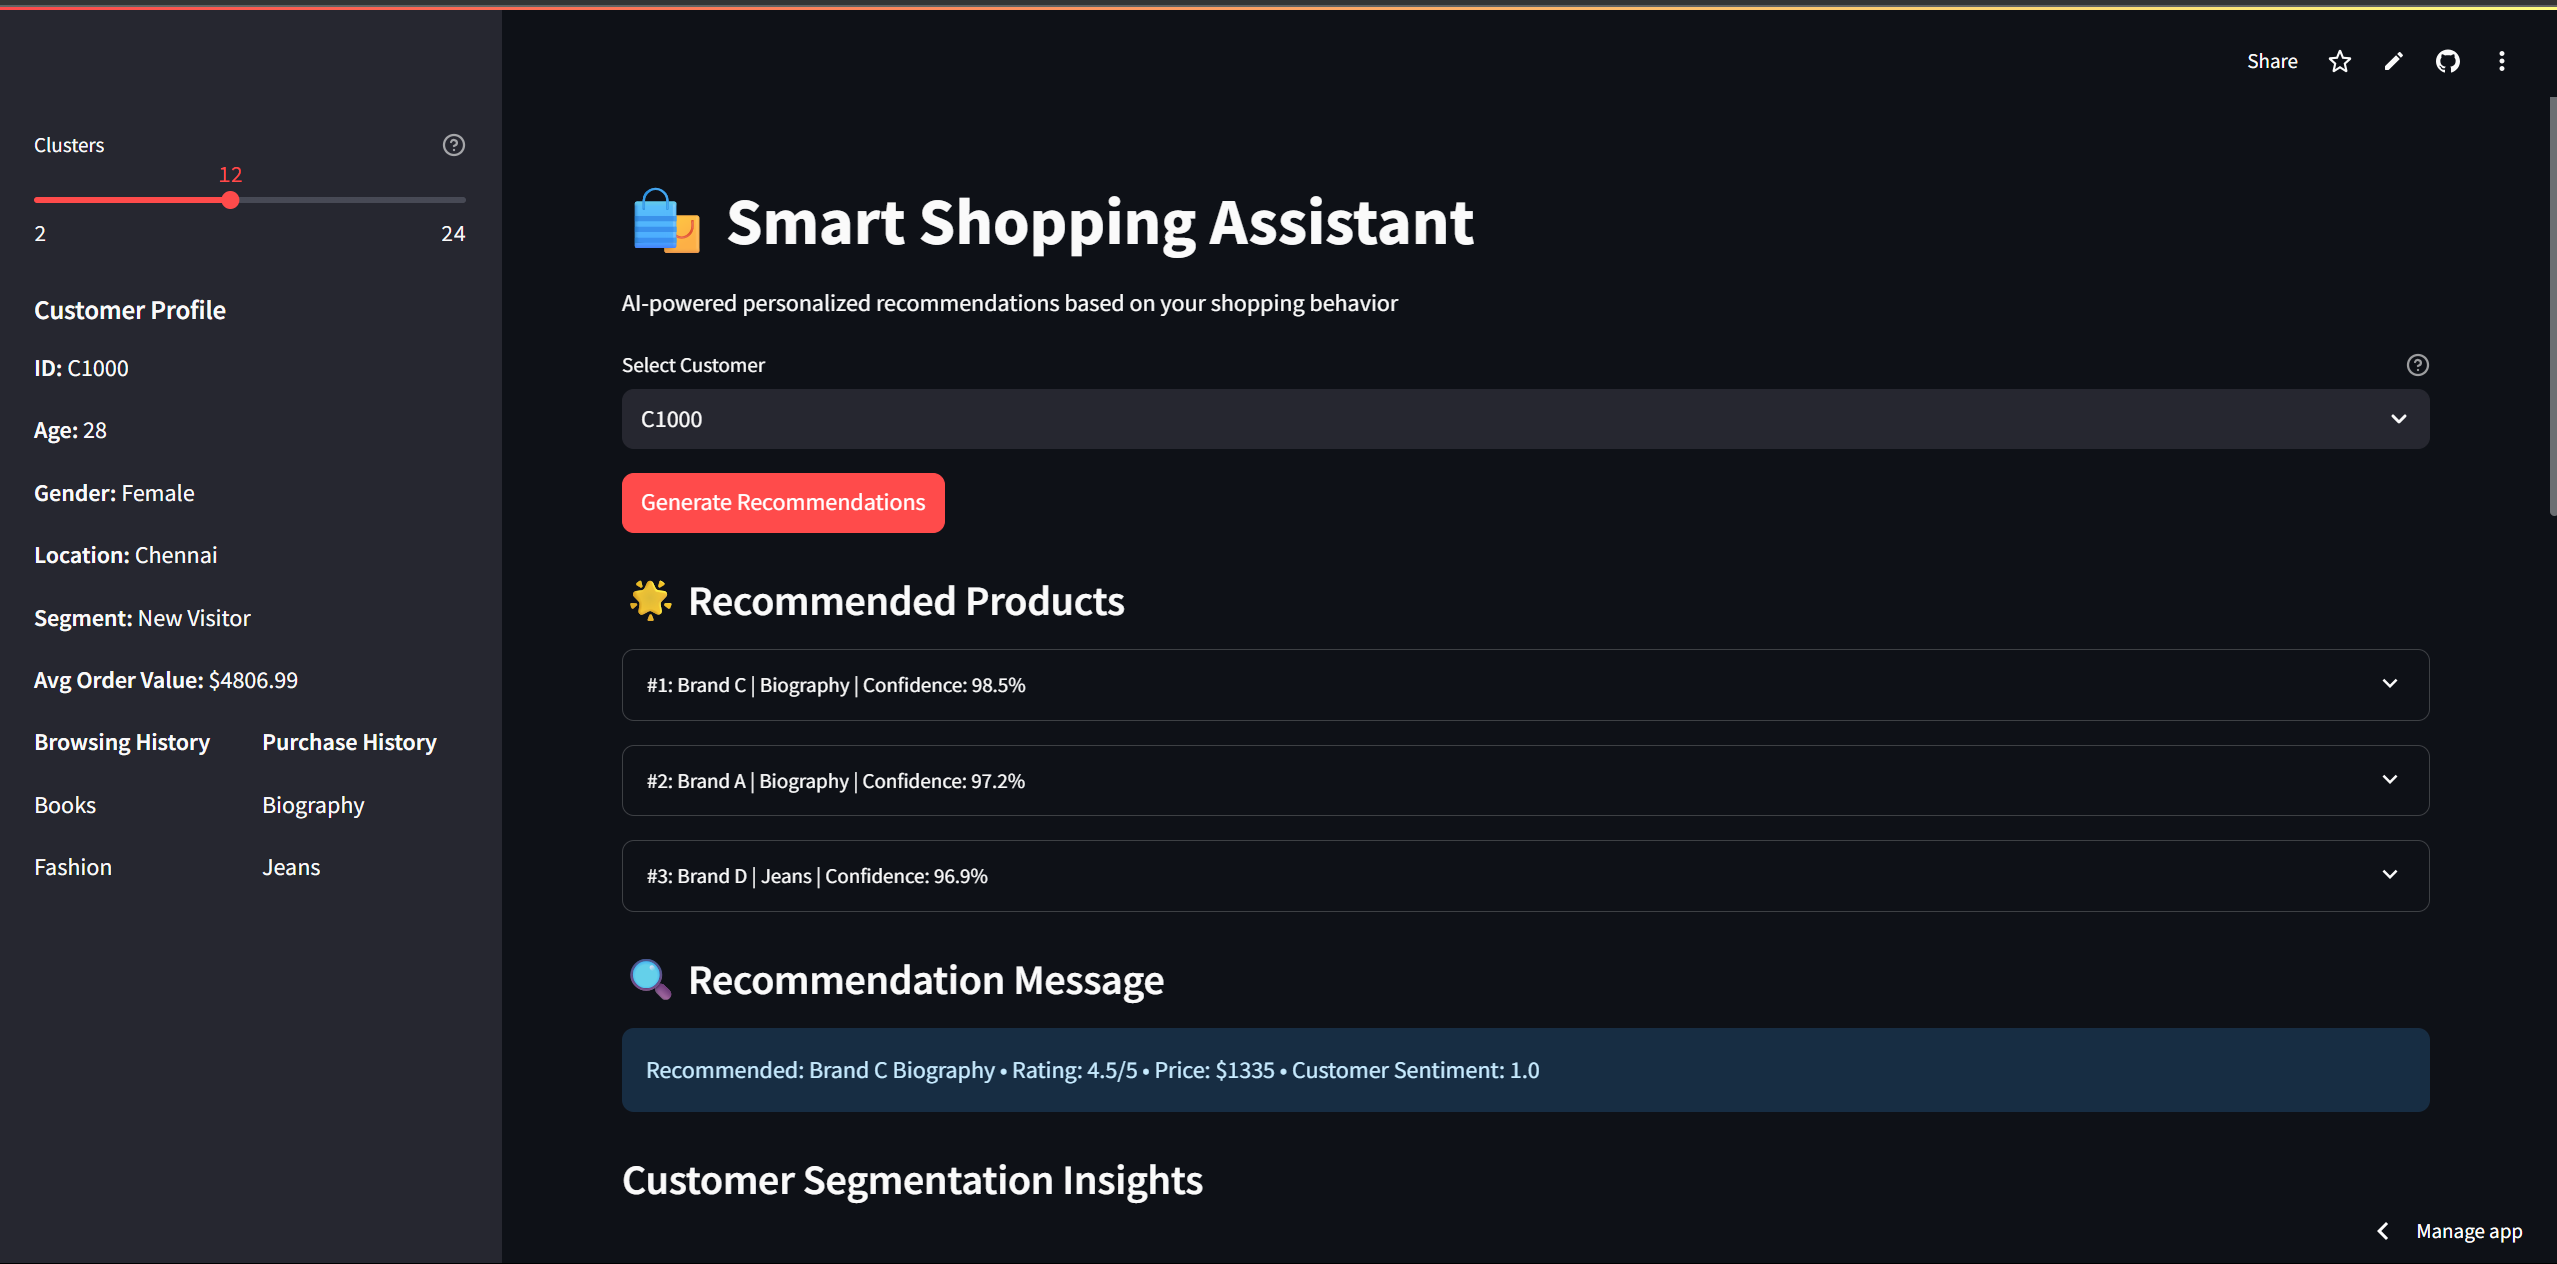 Share
Clusters
12
2 24
Customer Profile
ID: C1000
Age: 28
Gender: Female
Location: Chennai
Segment: New Visitor
Avg Order Value: $4806.99
Browsing History Purchase History
Books Biography
Fashion Jeans
Smart Shopping Assistant
AI-powered personalized recommendations based on your shopping behavior
Select Customer
C1000
Generate Recommendations
Recommended Products
#1: Brand C | Biography | Confidence: 98.5%
#2: Brand A | Biography | Confidence: 97.2%
#3: Brand D | Jeans | Confidence: 96.9%
Recommendation Message
Recommended: Brand C Biography • Rating: 4.5/5 • Price: $1335 • Customer Sentiment: 1.0
Customer Segmentation Insights
Manage app